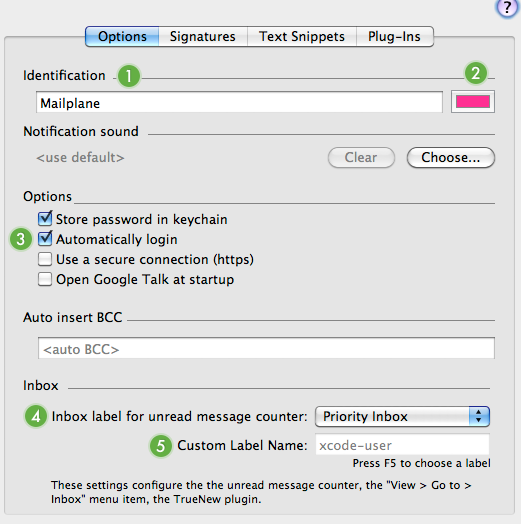 ?
Options Signatures Text Snippets Plug-Ins
Identification 1 2
Mailplane
Notification sound
<use default> Clear Choose...
Options
Store password in keychain
3 Automatically login
Use a secure connection (https)
Open Google Talk at startup
Auto insert BCC
<auto BCC>
Inbox
4 Inbox label for unread message counter: Priority Inbox
5 Custom Label Name: xcode-user
Press F5 to choose a label
These settings configure the the unread message counter, the "View > Go to >
Inbox" menu item, the TrueNew plugin.